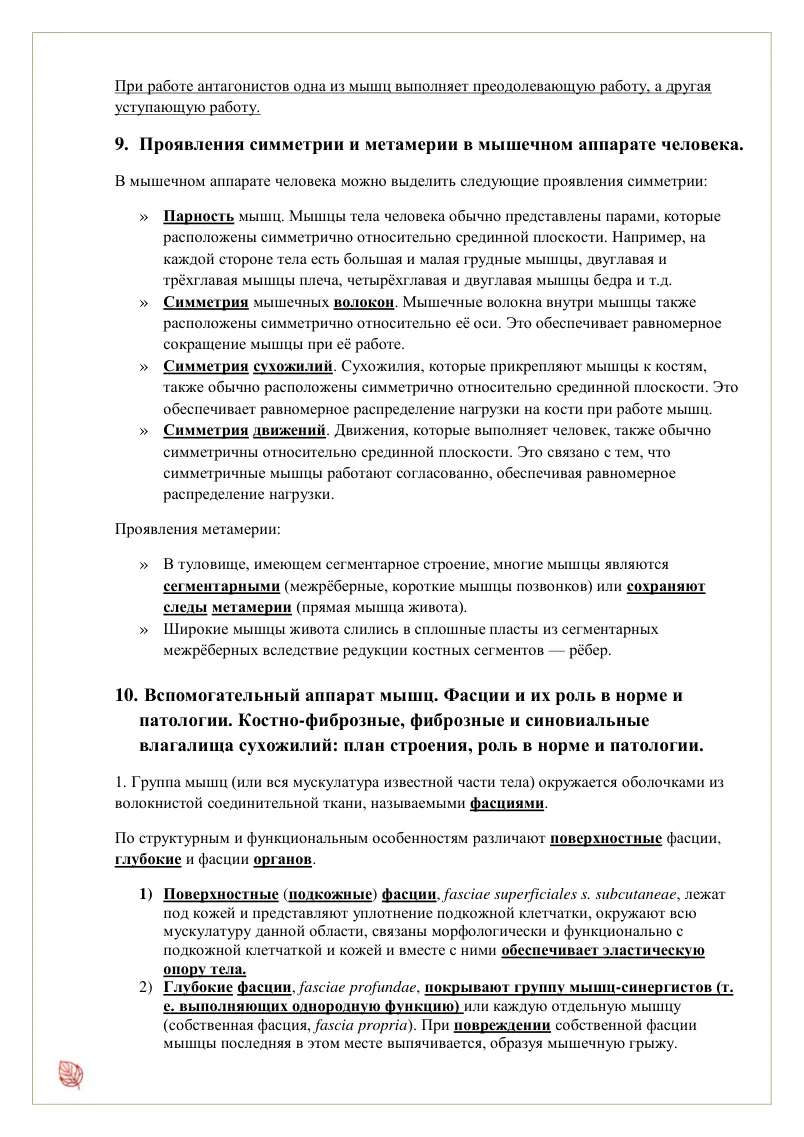 При работе антагонистов одна из мышц выполняет преодолевающую работу, а другая
уступающую работу.
9. Проявления симметрии и метамерии в мышечном аппарате человека.
В мышечном аппарате человека можно выделить следующие проявления симметрии:
» Парность мышц. Мышцы тела человека обычно представлены парами, которые
расположены симметрично относительно срединной плоскости. Например, на
каждой стороне тела есть большая и малая грудные мышцы, двуглавая и
трёхглавая мышцы плеча, четырёхглавая и двуглавая мышцы бедра и т.д.
» Симметрия мышечных волокон. Мышечные волокна внутри мышцы также
расположены симметрично относительно её оси. Это обеспечивает равномерное
сокращение мышцы при её работе.
» Симметрия сухожилий. Сухожилия, которые прикрепляют мышцы к костям,
также обычно расположены симметрично относительно срединной плоскости. Это
обеспечивает равномерное распределение нагрузки на кости при работе мышц.
» Симметрия движений. Движения, которые выполняет человек, также обычно
симметричны относительно срединной плоскости. Это связано с тем, что
симметричные мышцы работают согласованно, обеспечивая равномерное
распределение нагрузки.
Проявления метамерии:
» В туловище, имеющем сегментарное строение, многие мышцы являются
сегментарными (межрёберные, короткие мышцы позвонков) или сохраняют
следы метамерии (прямая мышца живота).
» Широкие мышцы живота слились в сплошные пласты из сегментарных
межрёберных вследствие редукции костных сегментов — рёбер.
10. Вспомогательный аппарат мышц. Фасции и их роль в норме и
патологии. Костно-фиброзные, фиброзные и синовиальные
влагалища сухожилий: план строения, роль в норме и патологии.
1. Группа мышц (или вся мускулатура известной части тела) окружается оболочками из
волокнистой соединительной ткани, называемыми фасциями.
По структурным и функциональным особенностям различают поверхностные фасции,
глубокие и фасции органов.
1) Поверхностные (подкожные) фасции, fasciae superficiales s. subcutaneae, лежат
под кожей и представляют уплотнение подкожной клетчатки, окружают всю
мускулатуру данной области, связаны морфологически и функционально с
подкожной клетчаткой и кожей и вместе с ними обеспечивает эластическую
опору тела.
2) Глубокие фасции, fasciae profundae, покрывают группу мышц-синергистов (т.
е. выполняющих однородную функцию) или каждую отдельную мышцу
(собственная фасция, fascia propria). При повреждении собственной фасции
мышцы последняя в этом месте выпячивается, образуя мышечную грыжу.